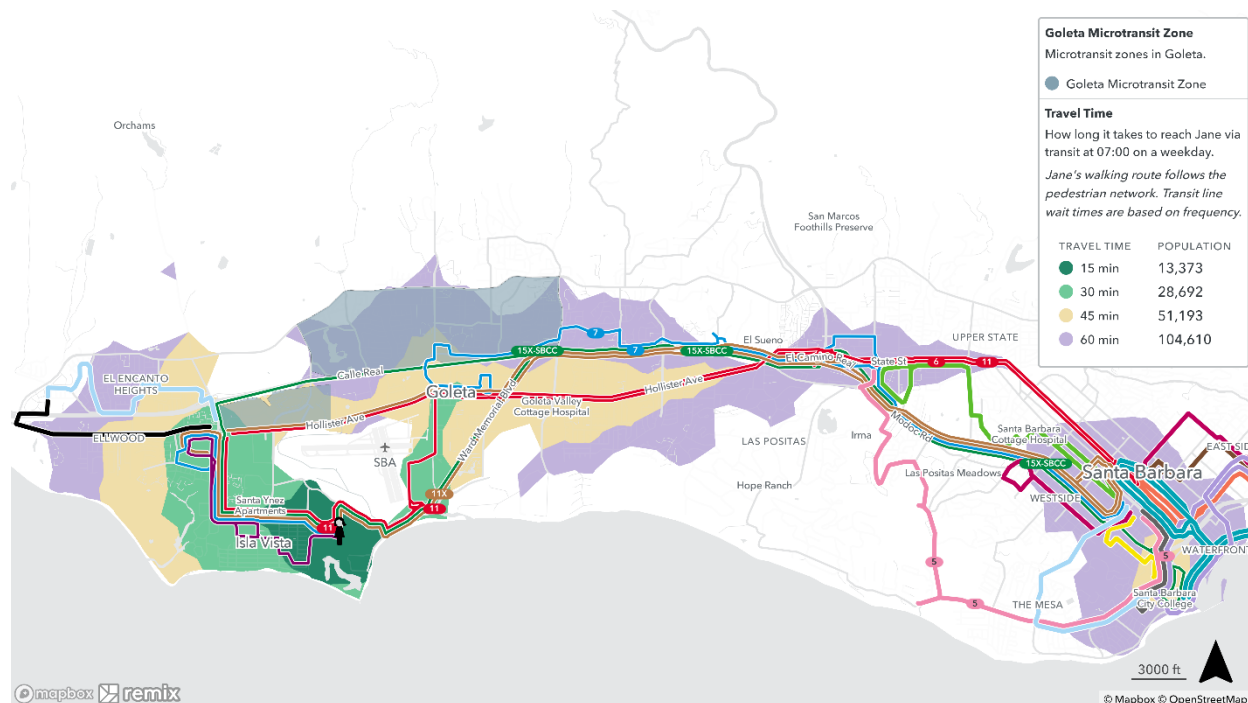 Goleta Microtransit Zone
Microtransit zones in Goleta.
Goleta Microtransit Zone
Travel Time
How long it takes to reach Jane via
transit at 07:00 on a weekday.
Jane's walking route follows the
pedestrian network. Transit line
wait times are based on frequency.
TRAVEL TIME POPULATION
15 min 13,373
30 min 28,692
45 min 51,193
60 min 104,610
Orchams
San Marcos
Foothills Preserve
7
UPPER STATE
El Sueno
15X-SBCC
7
15X-SBCC
El Camino Rea
State St
6
11
Calle Real
EL ENCANTO
HEIGHTS
Goleta
Hollister Ave
Goleta Valley
Cottage Hospital
Hollister Ave
ELLWOOD
Ward Memorial Blvd
SBA
Modoc Rd
Santa Barbara
Cottage Hospital
LAS POSITAS
Irma
EAST SID
15X-SBCC
Las Positas Meadows
Santa Barbara
Hope Ranch
WESTSIDE
11X
11
Santa Ynez
Apartments
11
Isla Vista
WATERFRONT
5
5
Santa Barbara
City College
5
THE MESA
3000 ft
mapbox remix
© Mapbox © OpenStreetMap